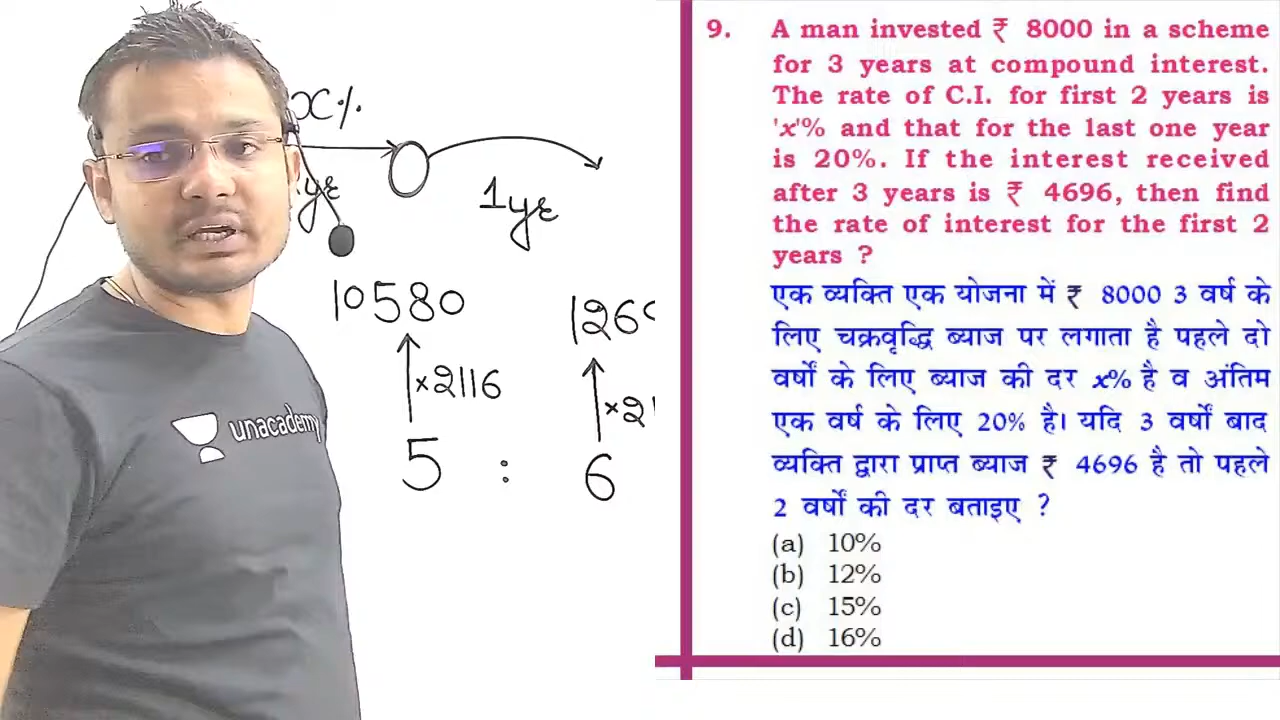 x%
1yr
10580
×2116
5 : 6
unacademy
9. A man invested ₹ 8000 in a scheme
for 3 years at compound interest.
The rate of C.I. for first 2 years is
'x'% and that for the last one year
is 20%. If the interest received
after 3 years is ₹ 4696, then find
the rate of interest for the first 2
years ?
एक व्यक्ति एक योजना में ₹ 8000 3 वर्ष के
लिए चक्रवृद्धि ब्याज पर लगाता है पहले दो
वर्षों के लिए ब्याज की दर x% है व अंतिम
एक वर्ष के लिए 20% है। यदि 3 वर्षों बाद
व्यक्ति द्वारा प्राप्त ब्याज ₹ 4696 है तो पहले
2 वर्षों की दर बताइए ?
(a) 10%
(b) 12%
(c) 15%
(d) 16%